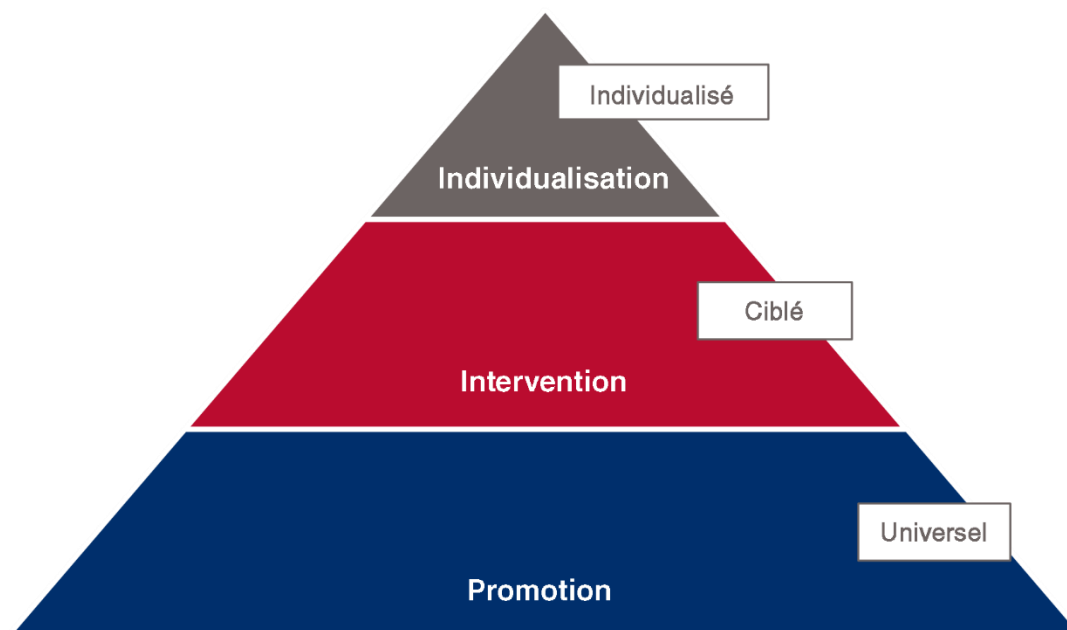 Individualisé
Individualisation
Ciblé
Intervention
Universel
Promotion